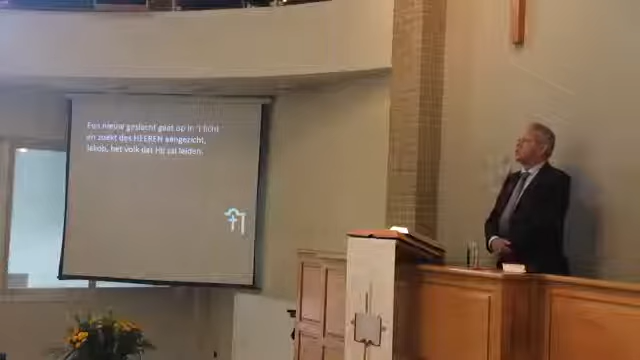 Een nieuw geslacht gaat op in 't licht
en zoekt des HEEREN aangezicht,
Jakob, het volk dat Hij zal leiden.